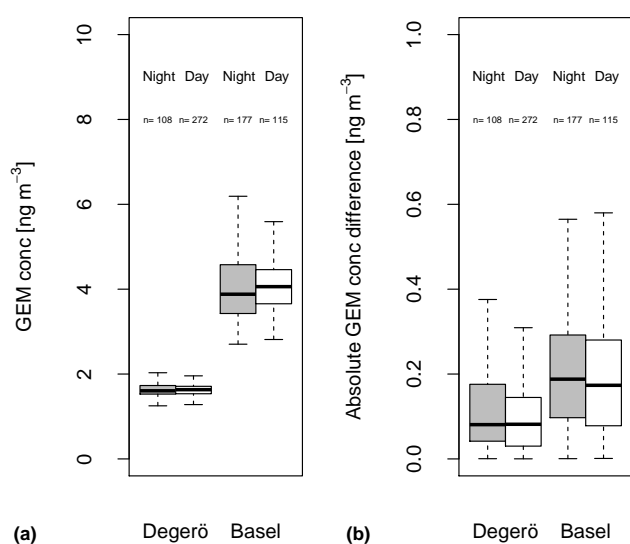 GEM conc [ng m−3]
10
8
6
4
2
0
Night Day Night Day
n= 108 n= 272 n= 177 n= 115
(a)
Degerö Basel
Absolute GEM conc difference [ng m−3]
1.0
0.8
0.6
0.4
0.2
0.0
Night Day Night Day
n= 108 n= 272 n= 177 n= 115
(b)
Degerö Basel